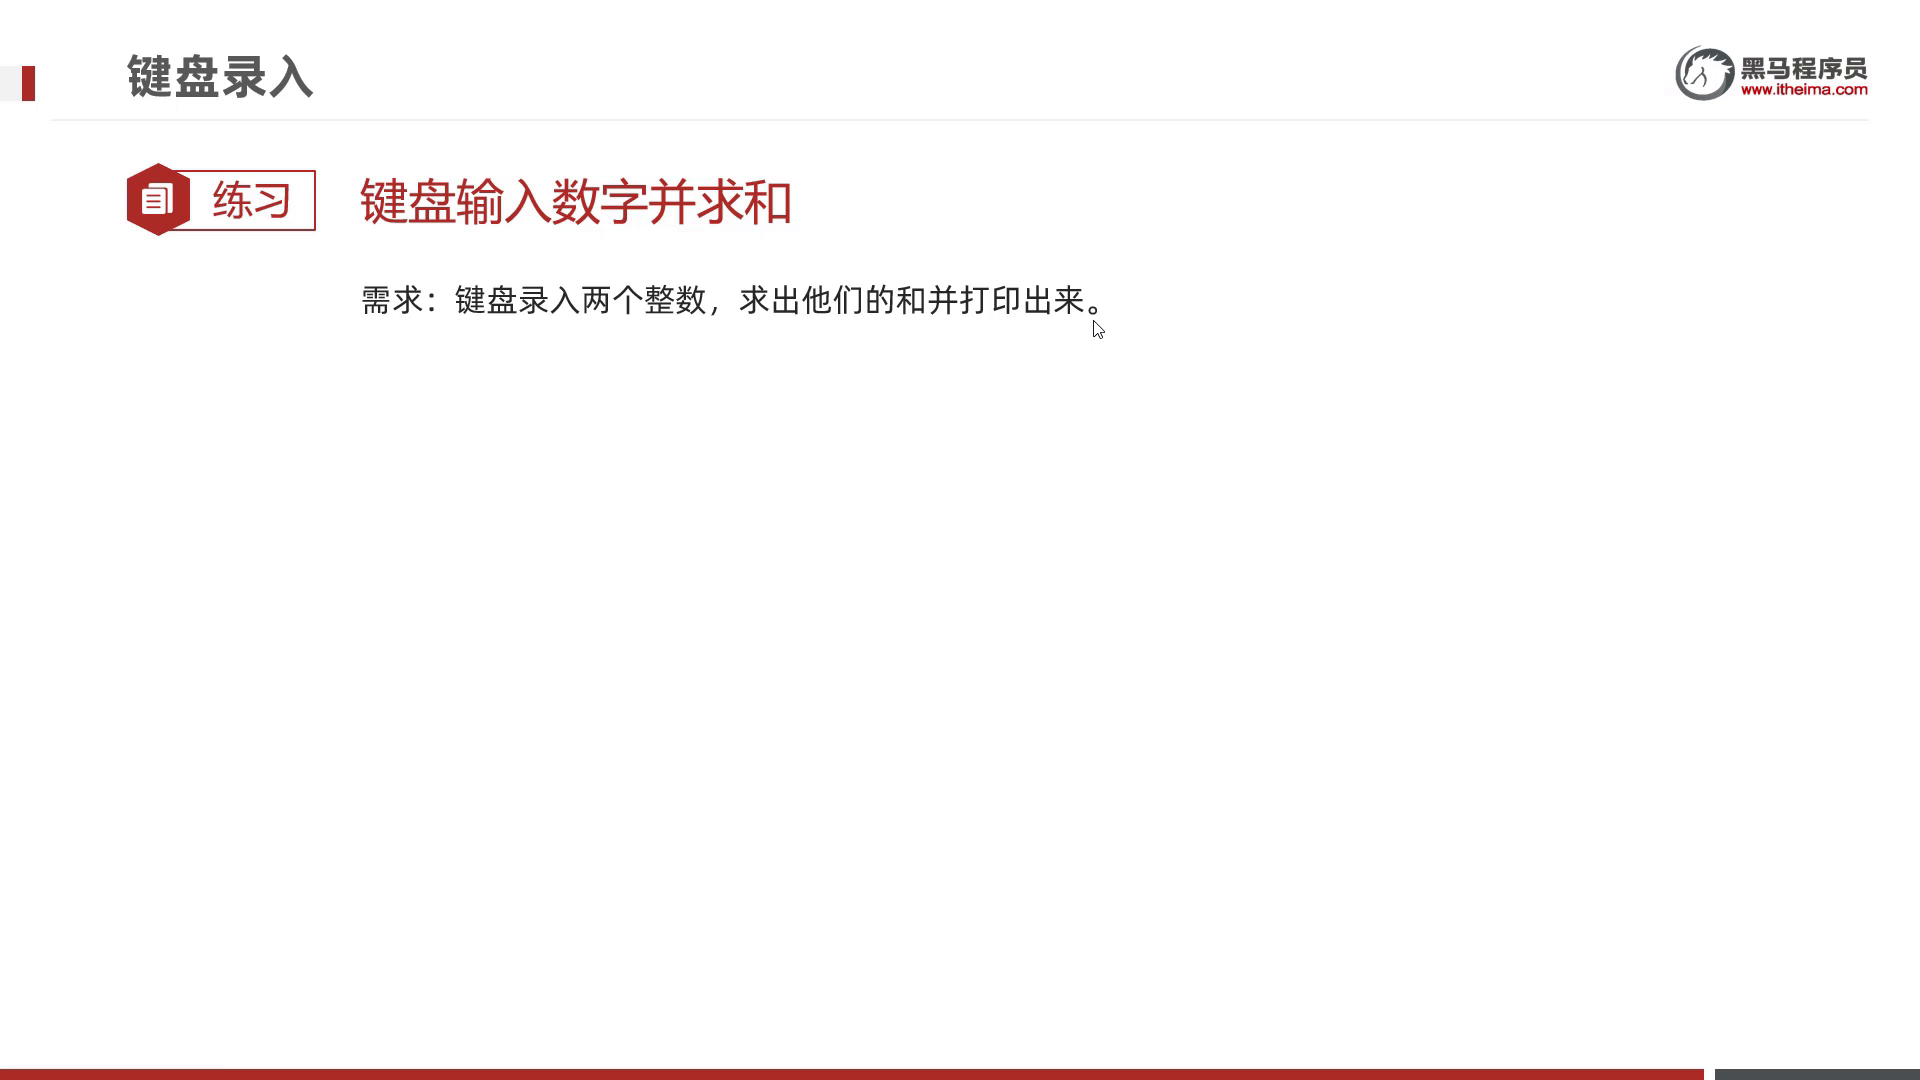 键盘录入
黑马程序员
www.itheima.com
练习
键盘输入数字并求和
需求：键盘录入两个整数，求出他们的和并打印出来。